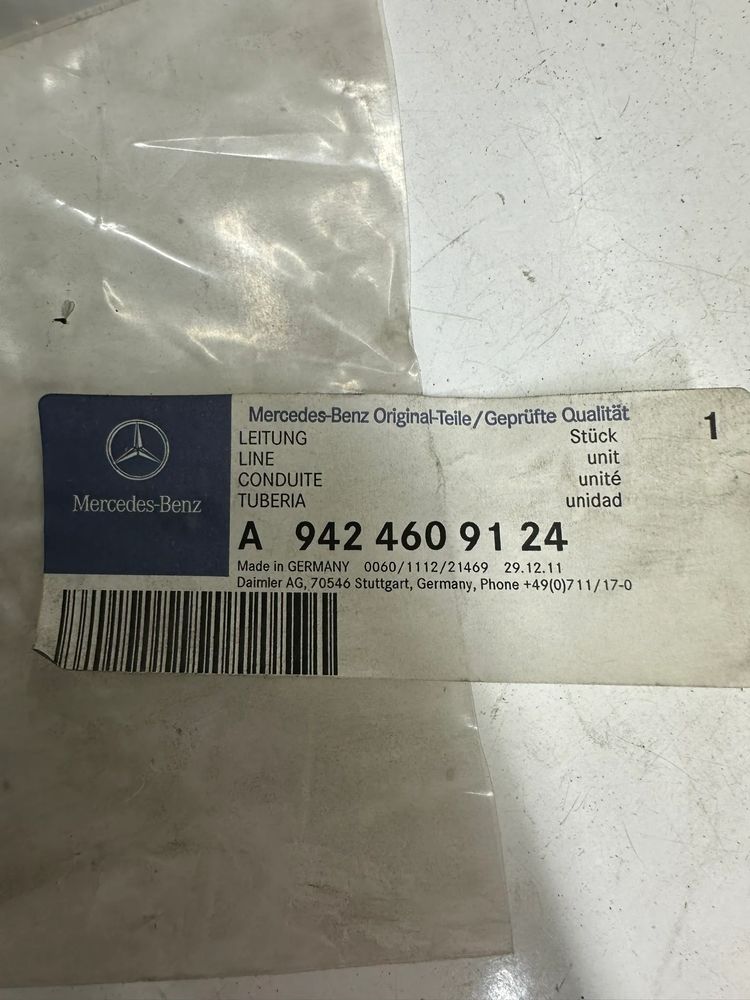 Mercedes-Benz
Mercedes-Benz Original-Teile/Geprüfte Qualität
1
LEITUNG Stück
LINE unit
CONDUITE unité
TUBERIA unidad
A 942 460 91 24
Made in GERMANY 0060/1112/21469 29.12.11
Daimler AG, 70546 Stuttgart, Germany, Phone +49(0)711/17-0